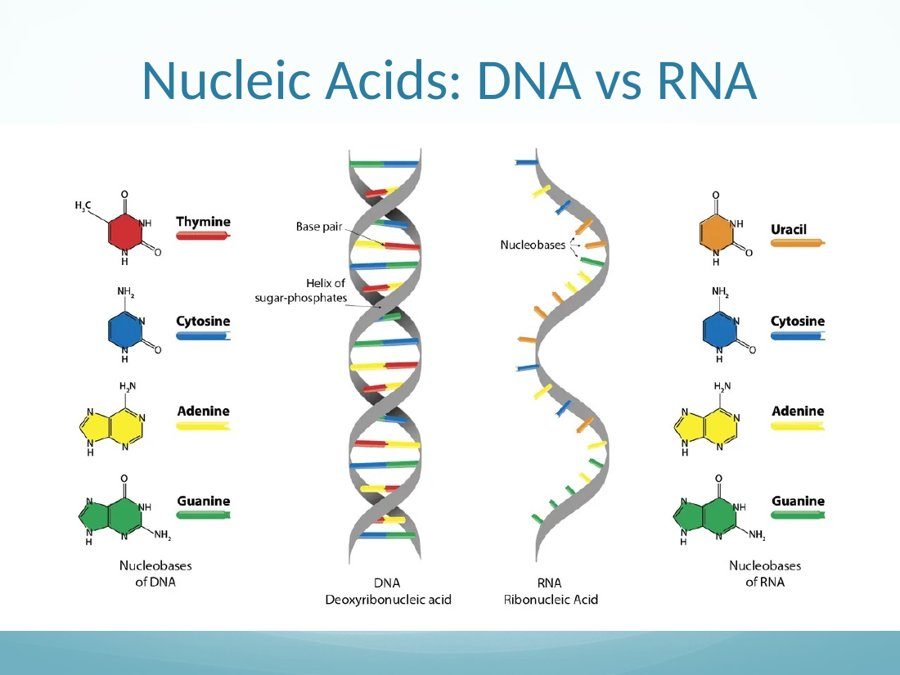 Nucleic Acids: DNA vs RNA
O
H₃C
NH
N
H
O
Thymine
NH₂
N
N
H
O
Cytosine
H₂N
N
N
N
H
N
Adenine
O
N
NH
N
H
N
NH₂
Guanine
Nucleobases
of DNA
Base pair
Helix of
sugar-phosphates
DNA
Deoxyribonucleic acid
Nucleobases
RNA
Ribonucleic Acid
O
NH
N
H
O
Uracil
NH₂
N
N
H
O
Cytosine
H₂N
N
N
N
H
N
Adenine
O
N
NH
N
H
N
NH₂
Guanine
Nucleobases
of RNA